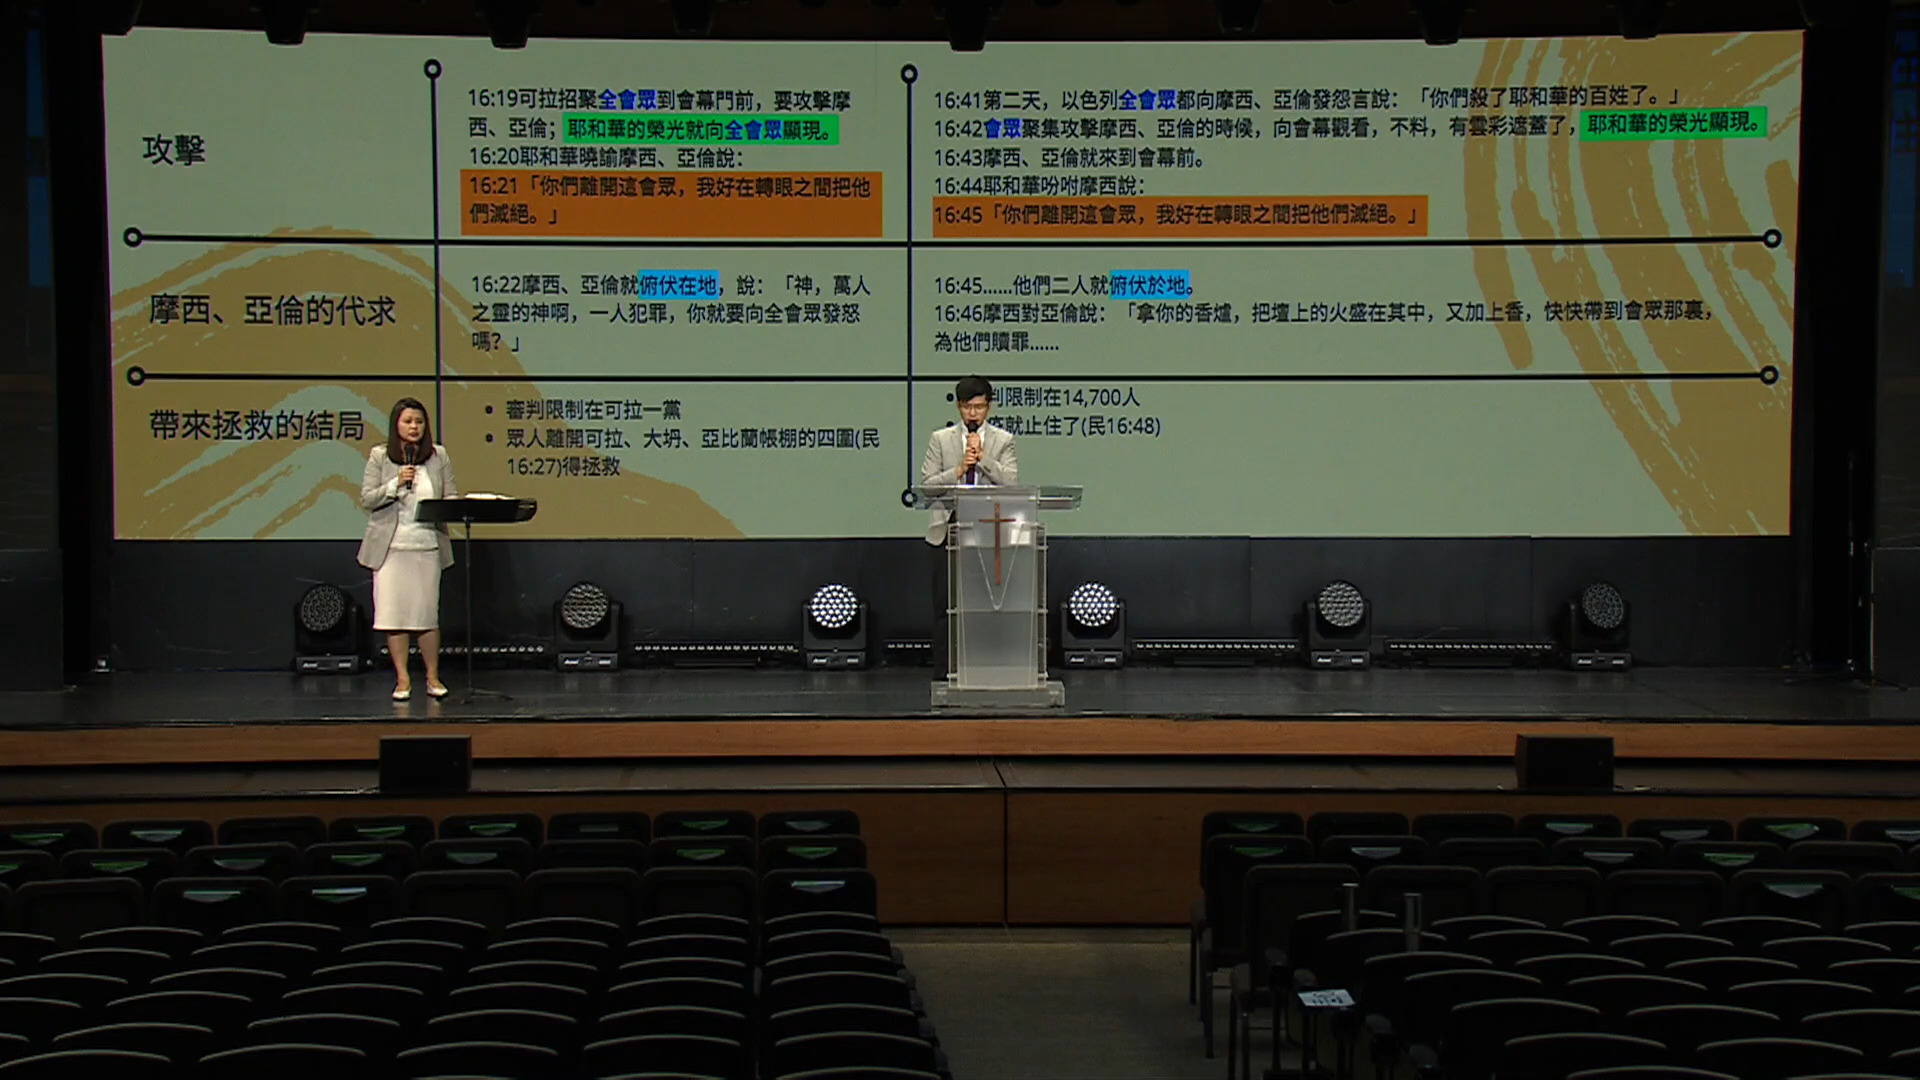 攻擊
16:19可拉招聚全會眾到會幕門前，要攻擊摩
西、亞倫；耶和華的榮光就向全會眾顯現。
16:20耶和華曉諭摩西、亞倫說：
16:21「你們離開這會眾，我好在轉眼之間把他
們滅絕。」
16:41第二天，以色列全會眾都向摩西、亞倫發怨言說：「你們殺了耶和華的百姓了。」
16:42會眾聚集攻擊摩西、亞倫的時候，向會幕觀看，不料，有雲彩遮蓋了，耶和華的榮光顯現。
16:43摩西、亞倫就來到會幕前。
16:44耶和華吩咐摩西說：
16:45「你們離開這會眾，我好在轉眼之間把他們滅絕。」
摩西、亞倫的代求
16:22摩西、亞倫就俯伏在地，說：「神，萬人
之靈的神啊，一人犯罪，你就要向全會眾發怒
嗎？」
16:45......他們二人就俯伏於地。
16:46摩西對亞倫說：「拿你的香爐，把壇上的火盛在其中，又加上香，快快帶到會眾那裏，
為他們贖罪......
帶來拯救的結局
• 審判限制在可拉一黨
• 眾人離開可拉、大坍、亞比蘭帳棚的四圍(民
16:27)得拯救
• 判限制在14,700人
就止住了(民16:48)